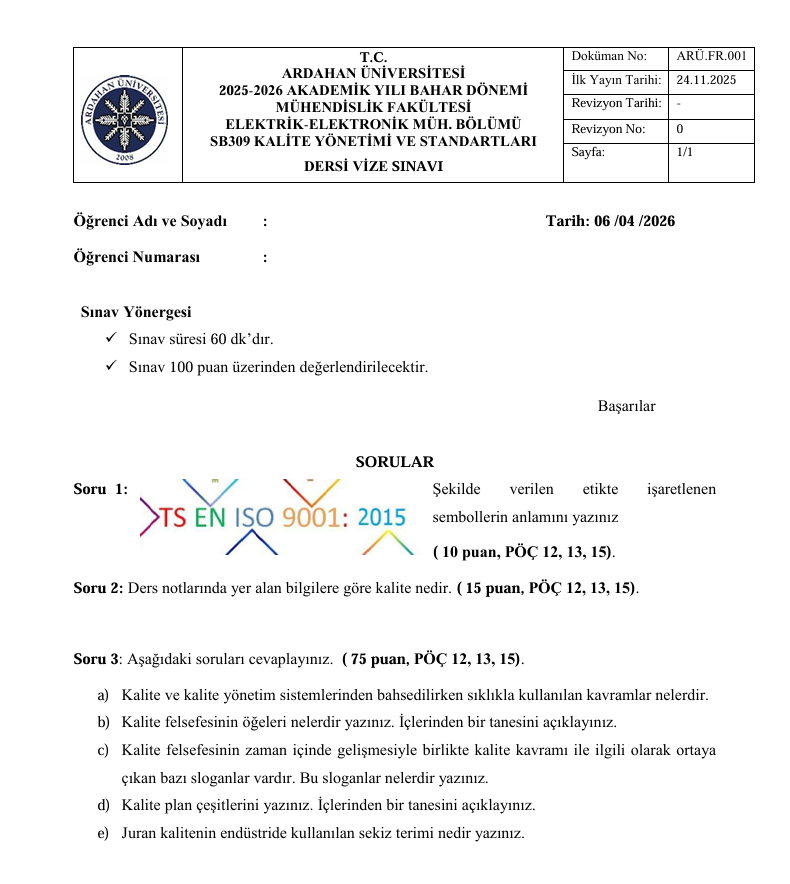 T.C.
ARDAHAN ÜNİVERSİTESİ
2025-2026 AKADEMİK YILI BAHAR DÖNEMİ
MÜHENDİSLİK FAKÜLTESİ
ELEKTRİK-ELEKTRONİK MÜH. BÖLÜMÜ
SB309 KALİTE YÖNETİMİ VE STANDARTLARI
DERSİ VİZE SINAVI
ARDAHAN ÜNİVERSİTESİ
2008
Doküman No: ARÜ.FR.001
İlk Yayın Tarihi: 24.11.2025
Revizyon Tarihi: -
Revizyon No: 0
Sayfa: 1/1
Öğrenci Adı ve Soyadı : Tarih: 06 /04 /2026
Öğrenci Numarası :
Sınav Yönergesi
✓ Sınav süresi 60 dk’dır.
✓ Sınav 100 puan üzerinden değerlendirilecektir.
Başarılar
SORULAR
Soru 1:
TS EN ISO 9001: 2015
Şekilde verilen etikte işaretlenen
sembollerin anlamını yazınız
( 10 puan, PÖÇ 12, 13, 15).
Soru 2: Ders notlarında yer alan bilgilere göre kalite nedir. ( 15 puan, PÖÇ 12, 13, 15).
Soru 3: Aşağıdaki soruları cevaplayınız. ( 75 puan, PÖÇ 12, 13, 15).
a) Kalite ve kalite yönetim sistemlerinden bahsedilirken sıklıkla kullanılan kavramlar nelerdir.
b) Kalite felsefesinin öğeleri nelerdir yazınız. İçlerinden bir tanesini açıklayınız.
c) Kalite felsefesinin zaman içinde gelişmesiyle birlikte kalite kavramı ile ilgili olarak ortaya
çıkan bazı sloganlar vardır. Bu sloganlar nelerdir yazınız.
d) Kalite plan çeşitlerini yazınız. İçlerinden bir tanesini açıklayınız.
e) Juran kalitenin endüstride kullanılan sekiz terimi nedir yazınız.